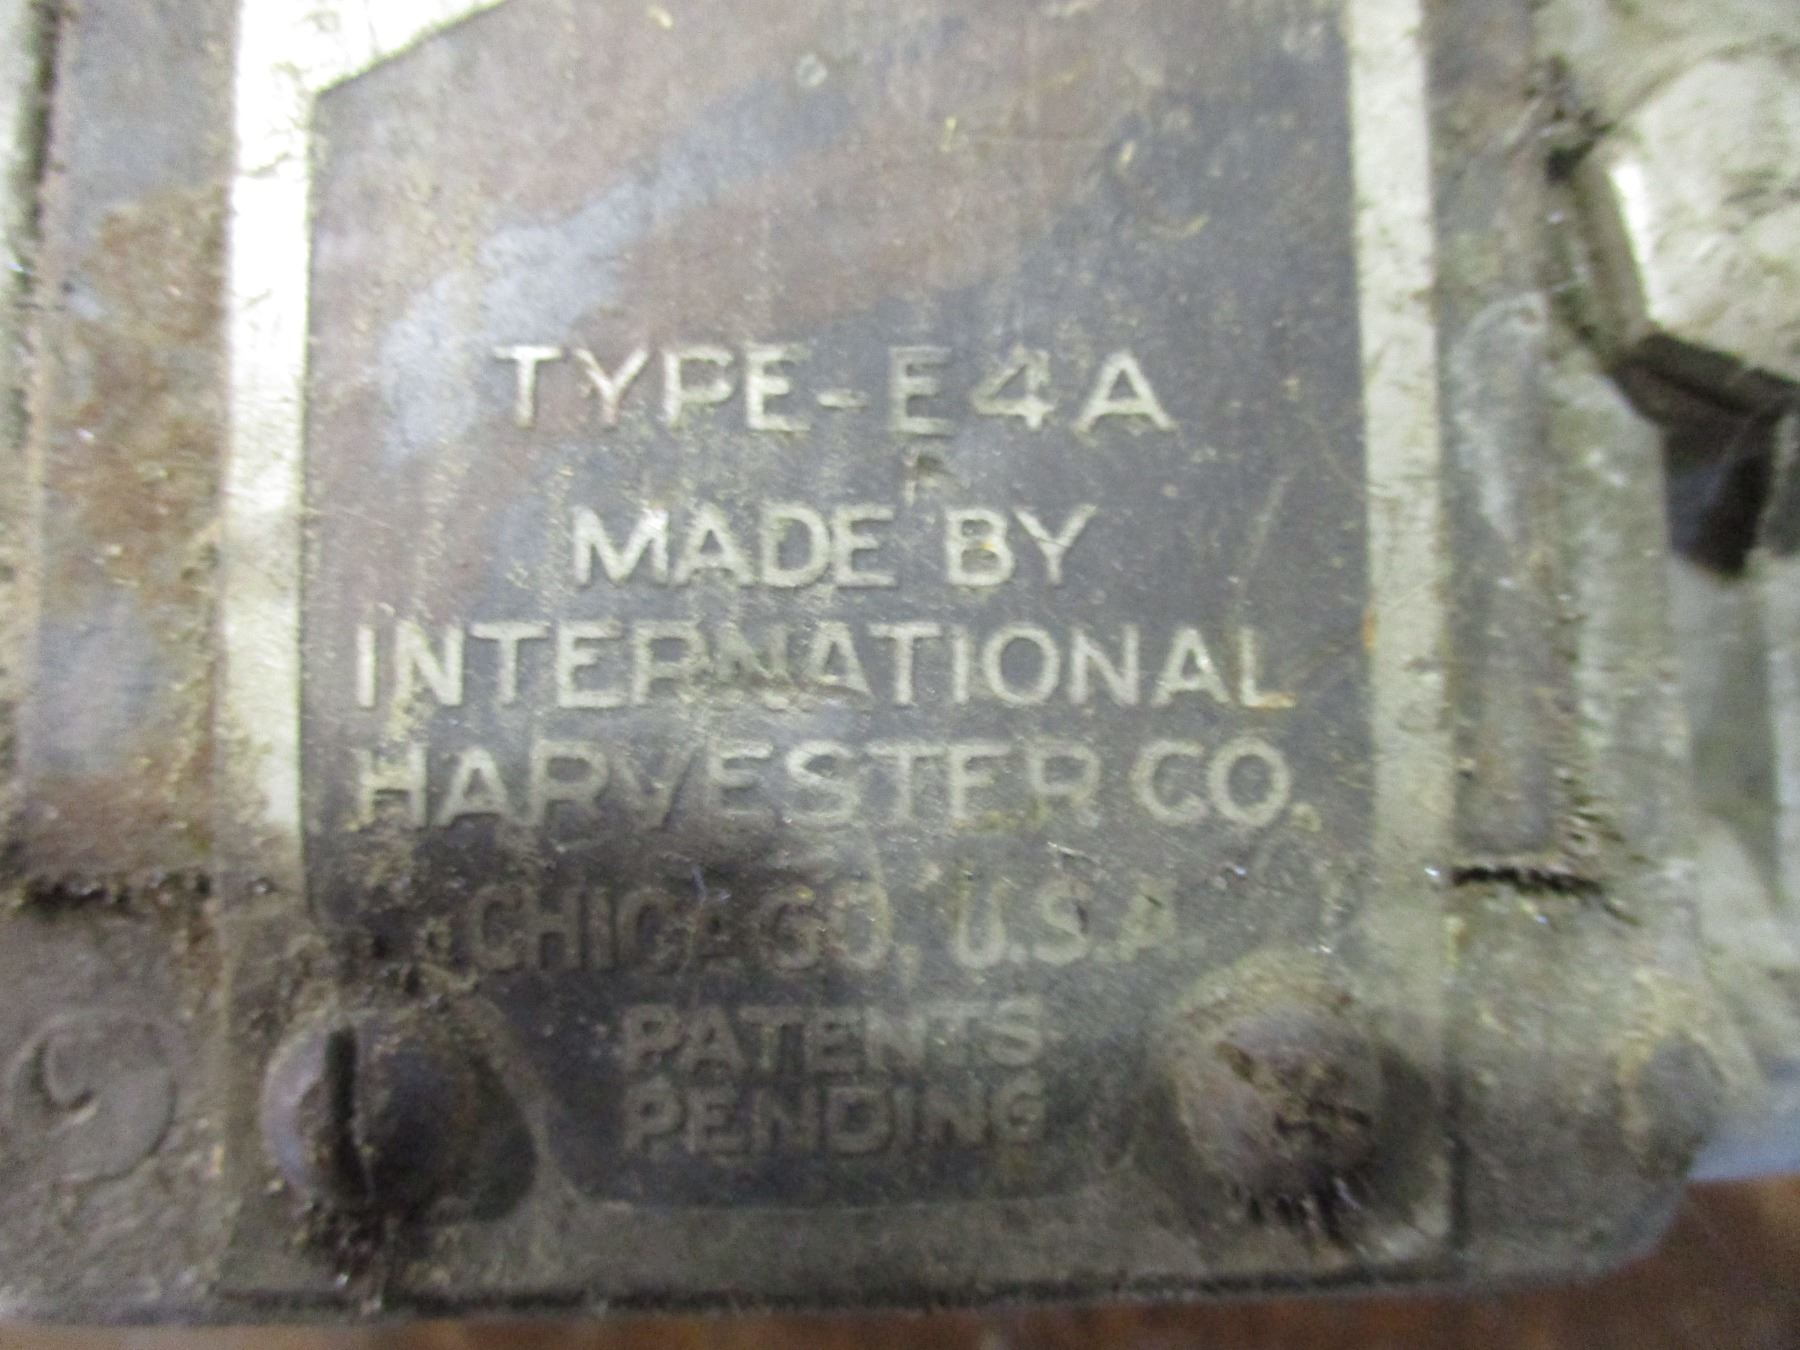 TYPE-E4A
MADE BY
INTERNATIONAL
HARVESTER CO.
CHICAGO, U.S.A.
PATENTS
PENDING